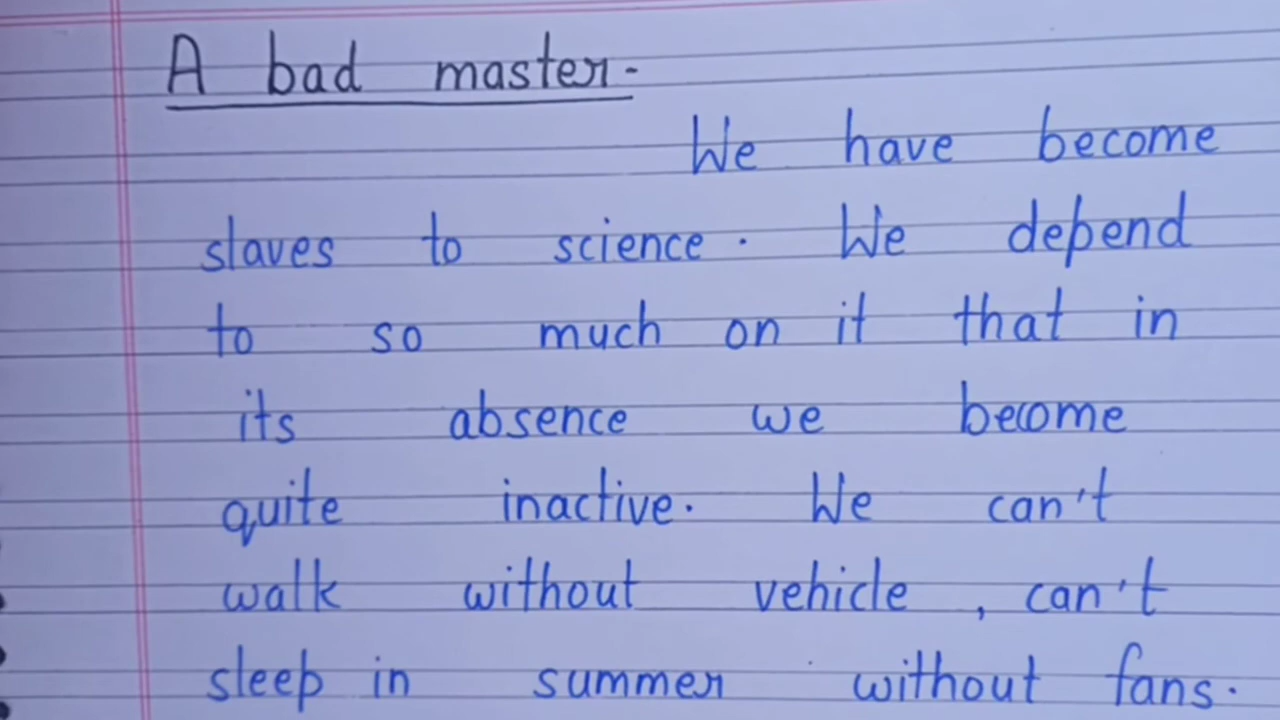 A bad master-
We have become
slaves to science. We depend
to so much on it that in
its absence we become
quite inactive. We can't
walk without vehicle, can't
sleep in summer without fans.